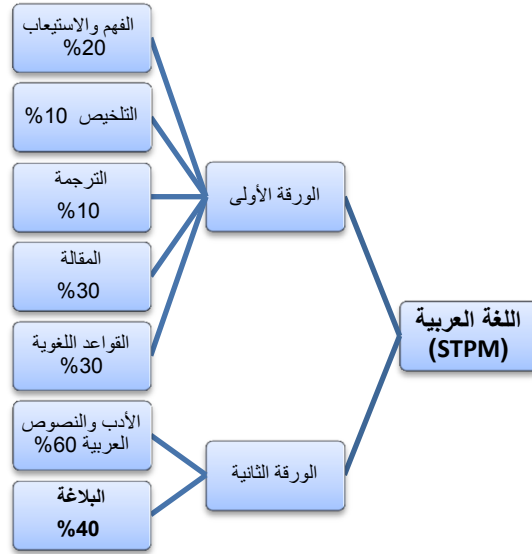 اللغة العربية
(STPM)
الورقة الأولى
الفهم والاستيعاب
%20
التلخيص 10%
الترجمة
%10
المقالة
%30
القواعد اللغوية
%30
الورقة الثانية
الأدب والنصوص
العربية 60%
البلاغة
%40